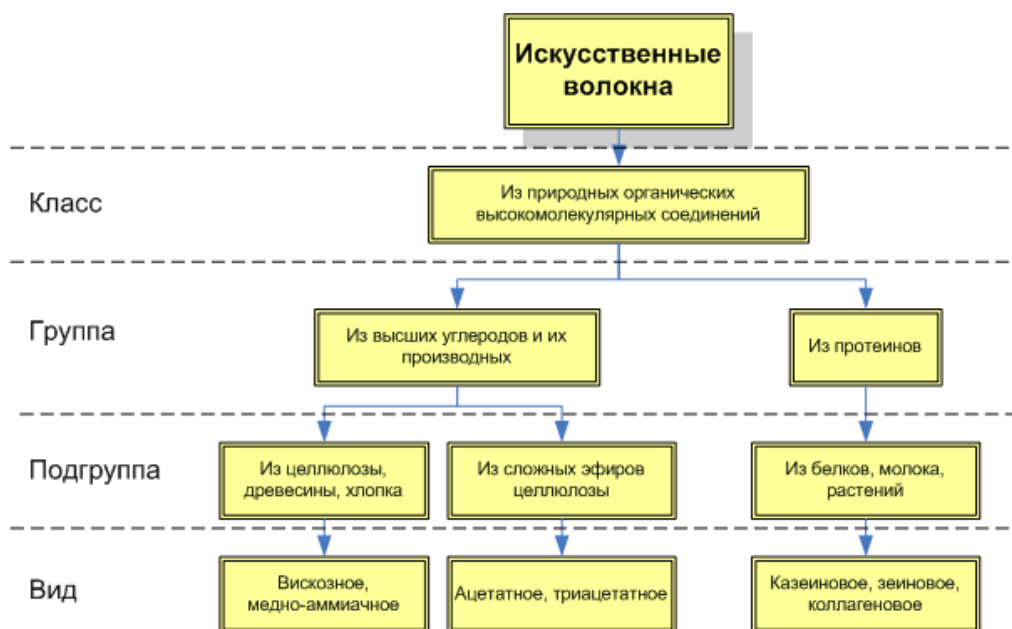 Искусственные
волокна
Класс
Из природных органических
высокомолекулярных соединений
Группа
Из высших углеродов и их
производных
Из протеинов
Подгруппа
Из целлюлозы,
древесины, хлопка
Из сложных эфиров
целлюлозы
Из белков, молока,
растений
Вид
Вискозное,
медно-аммиачное
Ацетатное, триацетатное
Казеиновое, зеиновое,
коллагеновое